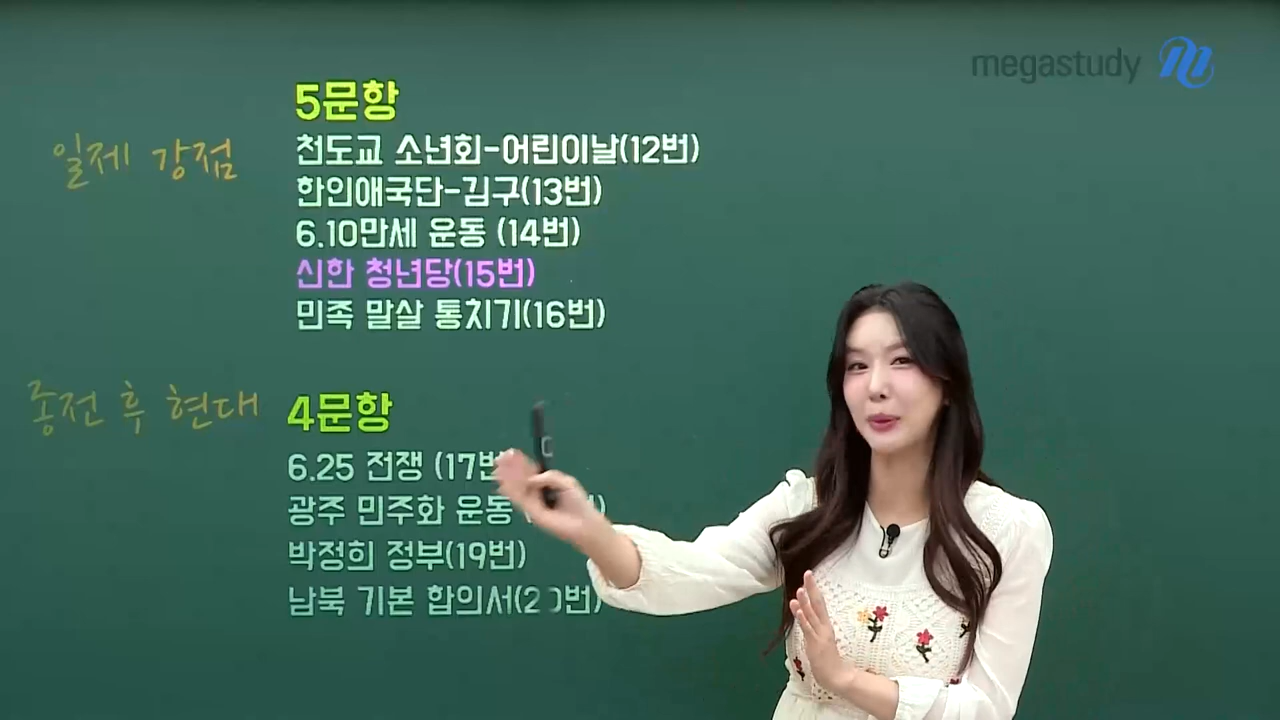 megastudy
5문항
일제 강점
천도교 소년회-어린이날(12번)
한인애국단-김구(13번)
6.10만세 운동 (14번)
신한 청년당(15번)
민족 말살 통치기(16번)
종전 후 현대
4문항
6.25 전쟁 (17번
광주 민주화 운동
박정희 정부(19번)
남북 기본 합의서(20번)